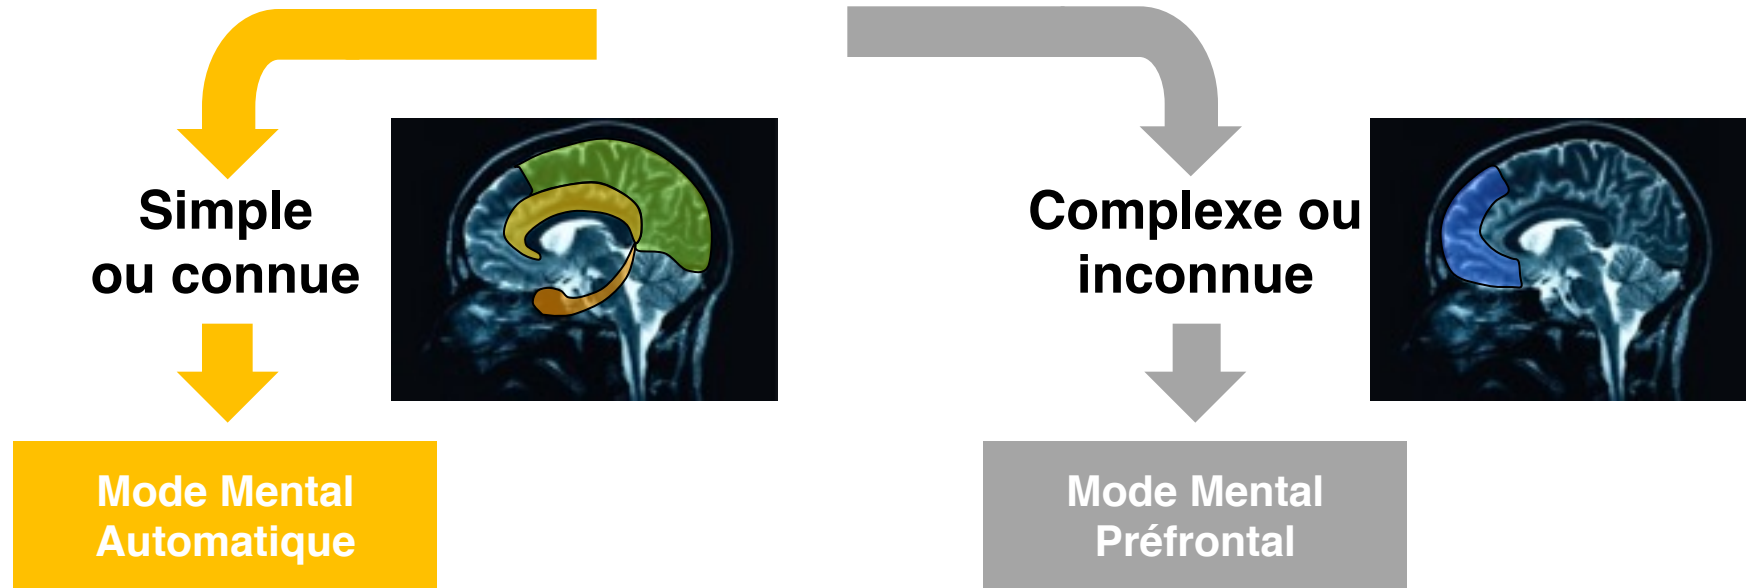 Simple
ou connue
Complexe ou
inconnue
Mode Mental
Automatique
Mode Mental
Préfrontal